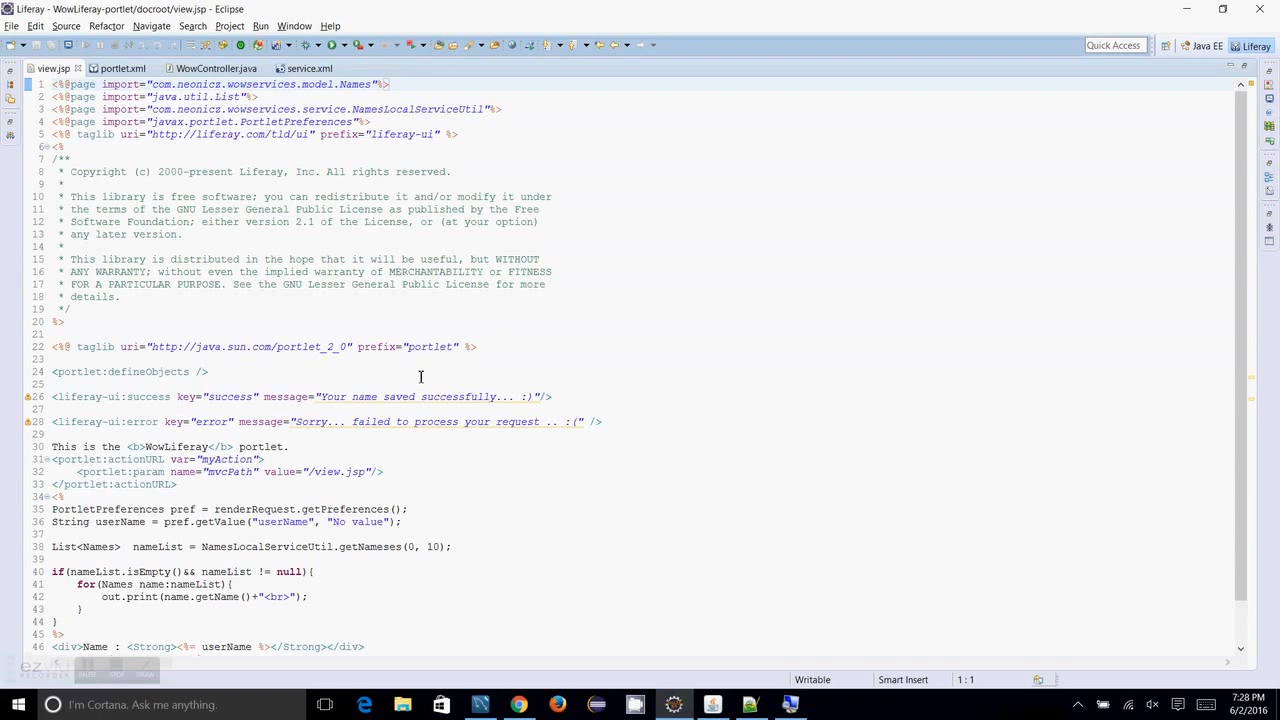 Liferay - WowLiferay-portlet/docroot/view.jsp - Eclipse
File Edit Source Refactor Navigate Search Project Run Window Help
Quick Access Java EE Liferay
view.jsp portlet.xml WowController.java service.xml
1 <%@page import="com.neonicz.wowservices.model.Names"%>
2 <%@page import="java.util.List"%>
3 <%@page import="com.neonicz.wowservices.service.NamesLocalServiceUtil"%>
4 <%@page import="javax.portlet.PortletPreferences"%>
5 <%@ taglib uri="http://liferay.com/tld/ui" prefix="liferay-ui" %>
6 <%
7 /**
8 * Copyright (c) 2000-present Liferay, Inc. All rights reserved.
9 *
10 * This library is free software; you can redistribute it and/or modify it under
11 * the terms of the GNU Lesser General Public License as published by the Free
12 * Software Foundation; either version 2.1 of the License, or (at your option)
13 * any later version.
14 *
15 * This library is distributed in the hope that it will be useful, but WITHOUT
16 * ANY WARRANTY; without even the implied warranty of MERCHANTABILITY or FITNESS
17 * FOR A PARTICULAR PURPOSE. See the GNU Lesser General Public License for more
18 * details.
19 */
20 %>
21
22 <%@ taglib uri="http://java.sun.com/portlet_2_0" prefix="portlet" %>
23
24 <portlet:defineObjects />
25
26 <liferay-ui:success key="success" message="Your name saved successfully... :)"/>
27
28 <liferay-ui:error key="error" message="Sorry... failed to process your request .. :(" />
29
30 This is the <b>WowLiferay</b> portlet.
31 <portlet:actionURL var="myAction">
32 <portlet:param name="mvcPath" value="/view.jsp"/>
33 </portlet:actionURL>
34 <%
35 PortletPreferences pref = renderRequest.getPreferences();
36 String userName = pref.getValue("userName", "No value");
37
38 List<Names> nameList = NamesLocalServiceUtil.getNameses(0, 10);
39
40 if(nameList.isEmpty()&& nameList != null){
41 for(Names name:nameList){
42 out.print(name.getName()+"<br>");
43 }
44 }
45 %>
46 <div>Name : <Strong><%= userName %></Strong></div>
RECORDER PAUSE STOP DRAW
Writable Smart Insert 1 : 1
I'm Cortana. Ask me anything.
7:28 PM
6/2/2016